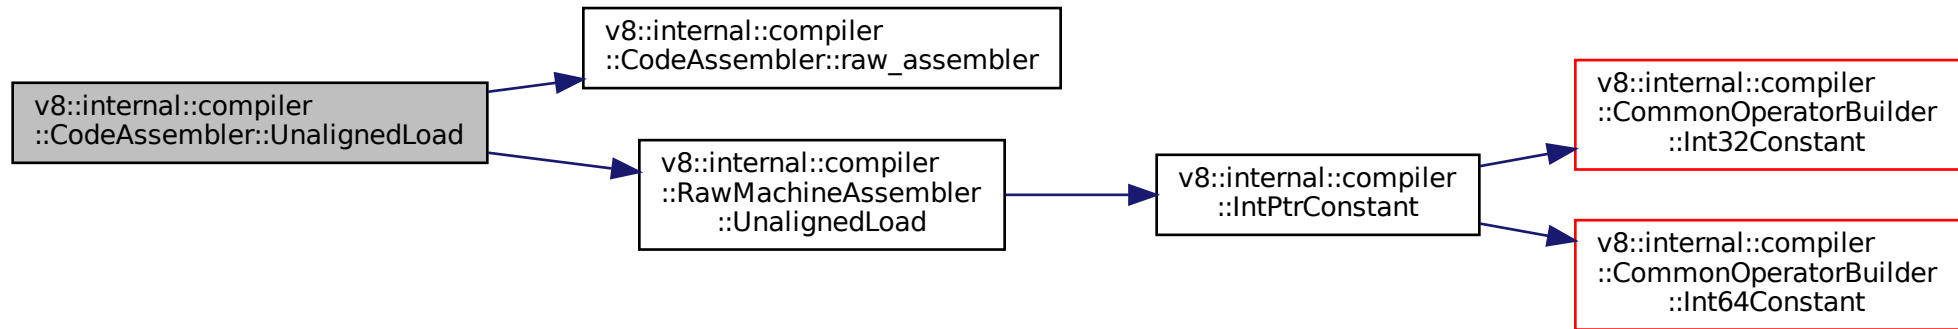 v8::internal::compiler
::CodeAssembler::UnalignedLoad
v8::internal::compiler
::CodeAssembler::raw_assembler
v8::internal::compiler
::RawMachineAssembler
::UnalignedLoad
v8::internal::compiler
::IntPtrConstant
v8::internal::compiler
::CommonOperatorBuilder
::Int32Constant
v8::internal::compiler
::CommonOperatorBuilder
::Int64Constant